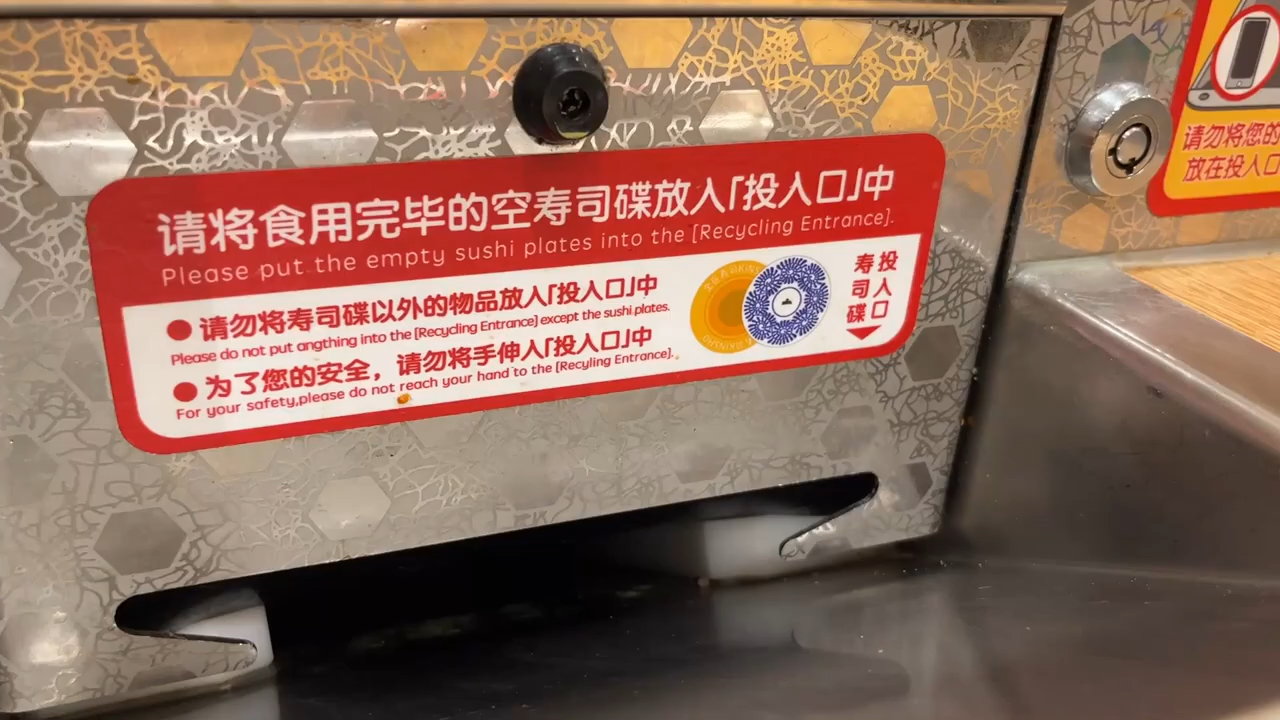 请将食用完毕的空寿司碟放入「投入口」中
Please put the empty sushi plates into the [Recycling Entrance].
● 请勿将寿司碟以外的物品放入「投入口」中
Please do not put angthing into the [Recycling Entrance] except the sushi plates.
● 为了您的安全，请勿将手伸入「投入口」中
For your safety,please do not reach your hand to the [Recyling Entrance].
投入口
寿司碟
请勿将您的
放在投入口